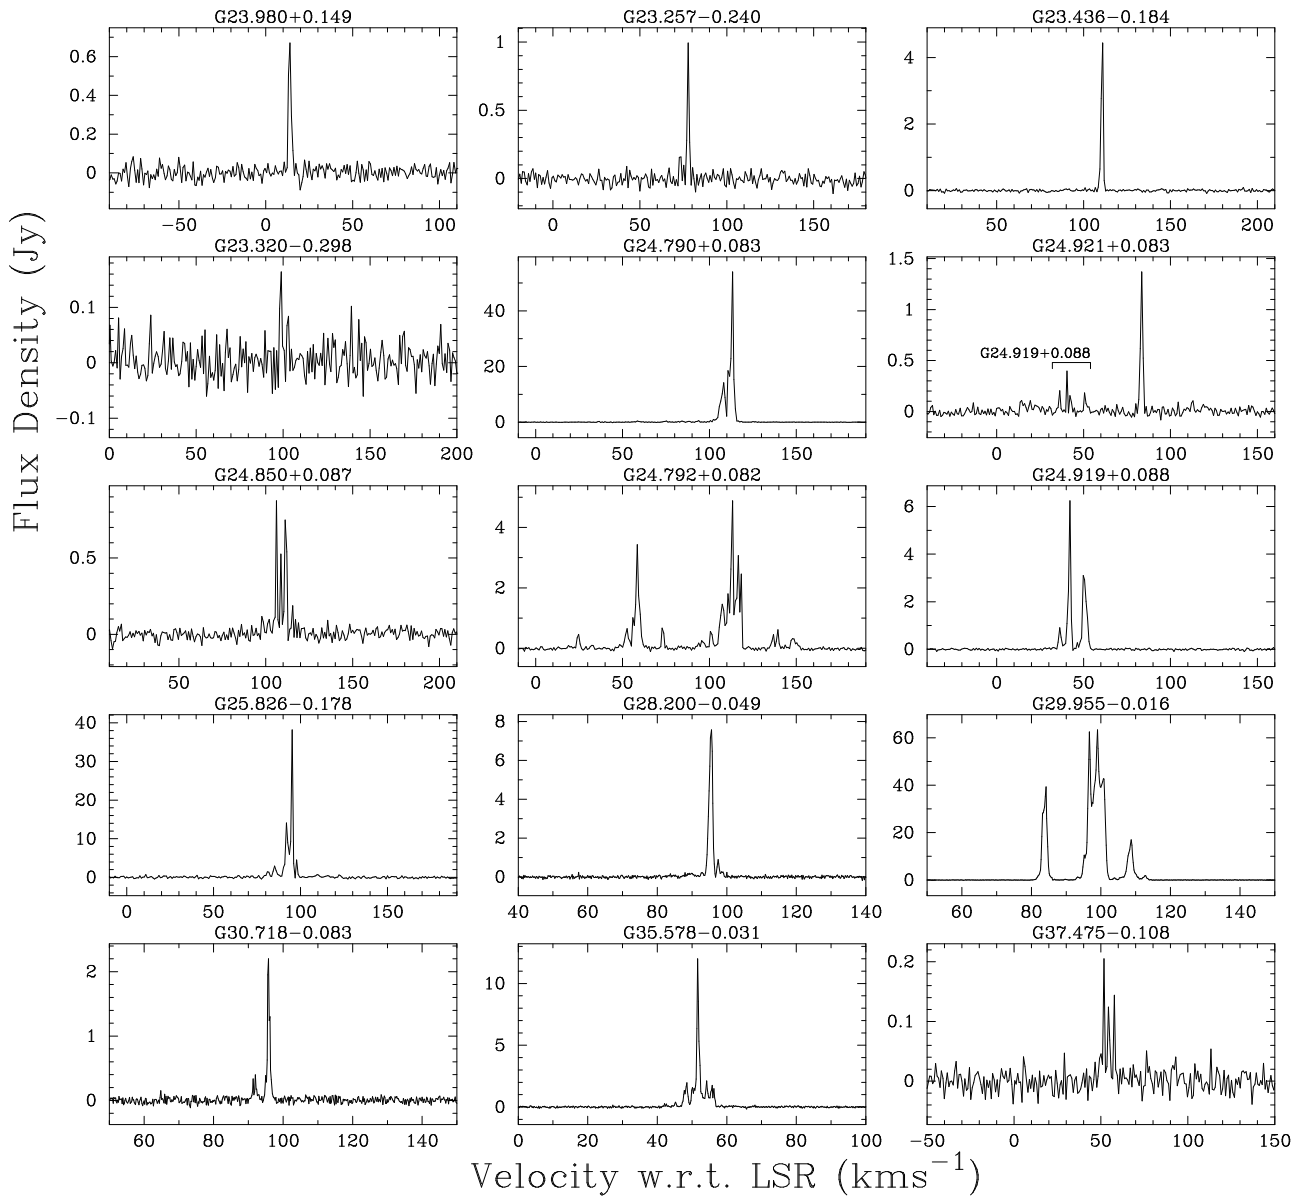 G23.980+0.149 G23.257−0.240 G23.436−0.184
0.6 0.4 0.2 0
1 0.5 0
4 2 0
−50 0 50 100
0 50 100 150
50 100 150 200
G23.320−0.298 G24.790+0.083 G24.921+0.083
0.1 0 −0.1
40 20 0
1.5 1 0.5 0
G24.919+0.088
0 50 100 150 200
0 50 100 150
0 50 100 150
G24.850+0.087 G24.792+0.082 G24.919+0.088
0.5 0
4 2 0
6 4 2 0
50 100 150 200
0 50 100 150
0 50 100 150
G25.826−0.178 G28.200−0.049 G29.955−0.016
40 30 20 10 0
8 6 4 2 0
60 40 20 0
0 50 100 150
40 60 80 100 120 140
60 80 100 120 140
G30.718−0.083 G35.578−0.031 G37.475−0.108
2 1 0
10 5 0
0.2 0.1 0
60 80 100 120 140
0 20 40 60 80 100
−50 0 50 100 150
Flux Density (Jy)
Velocity w.r.t. LSR (kms−1)